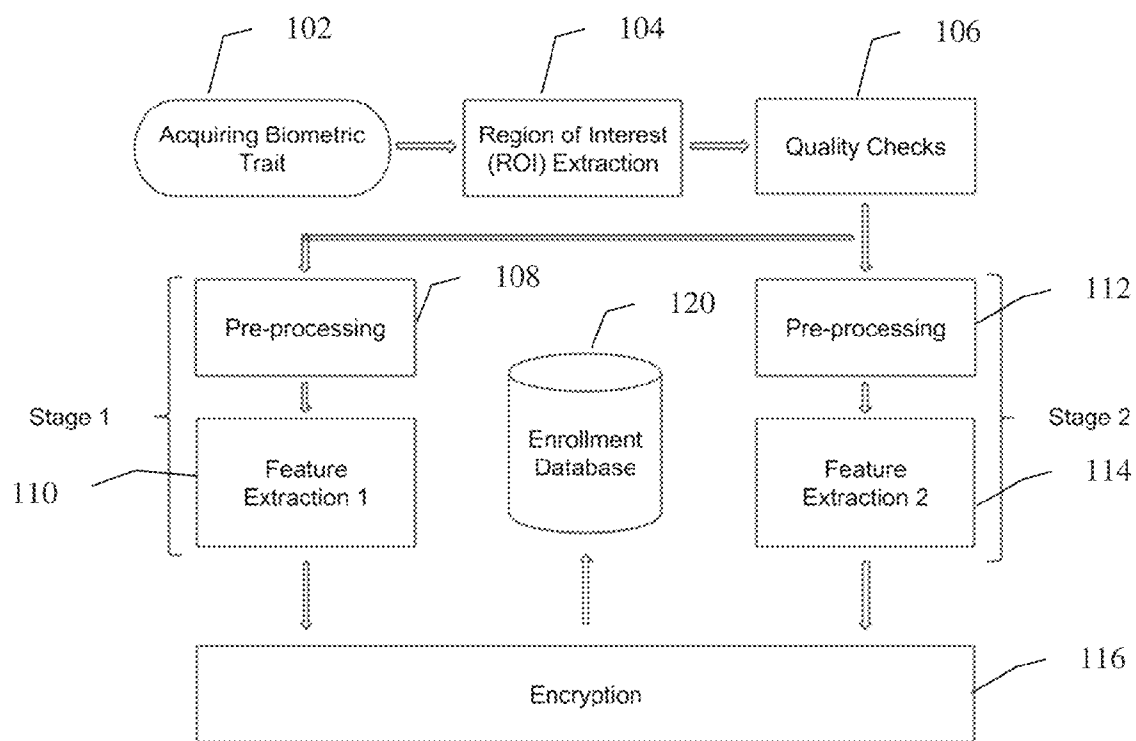 102
104
106
Acquiring Biometric
Trait
Region of Interest
(ROI) Extraction
Quality Checks
108
120
112
Pre-processing
Pre-processing
Stage 1
Stage 2
Enrollment
Database
110
Feature
Extraction 1
Feature
Extraction 2
114
116
Encryption